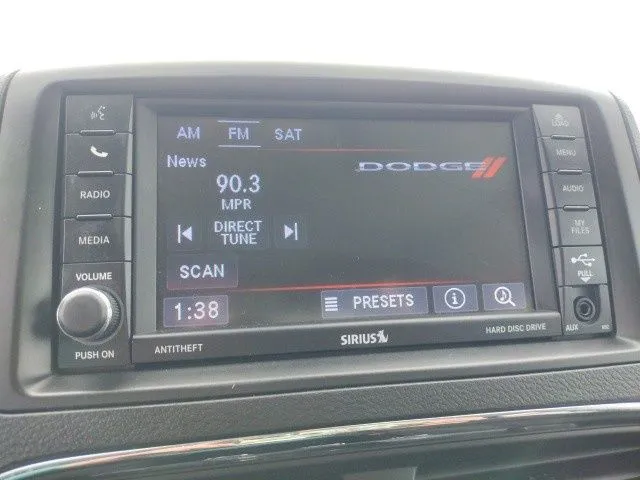 AM FM SAT
News
DODGE
90.3
MPR
DIRECT
TUNE
SCAN
1:38
PRESETS
RADIO
MEDIA
VOLUME
PUSH ON
ANTITHEFT
SIRIUS
HARD DISC DRIVE
LOAD
MENU
AUDIO
MY
FILES
PULL
AUX